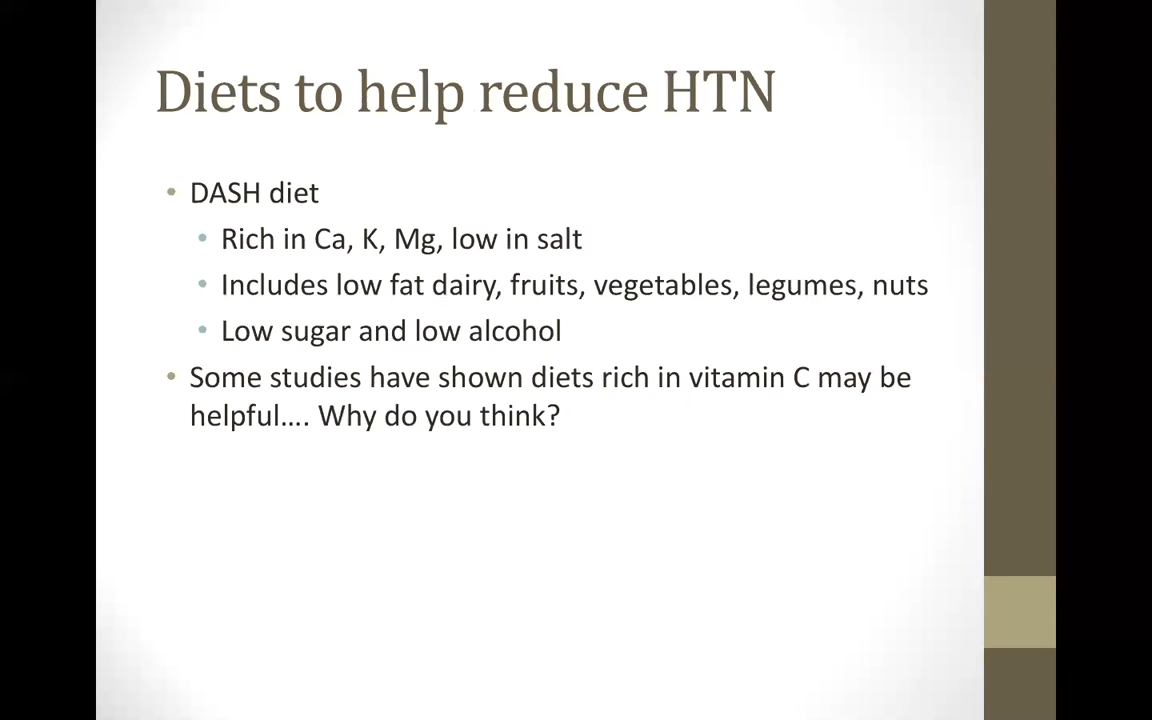 Diets to help reduce HTN
• DASH diet
• Rich in Ca, K, Mg, low in salt
• Includes low fat dairy, fruits, vegetables, legumes, nuts
• Low sugar and low alcohol
• Some studies have shown diets rich in vitamin C may be
helpful.... Why do you think?